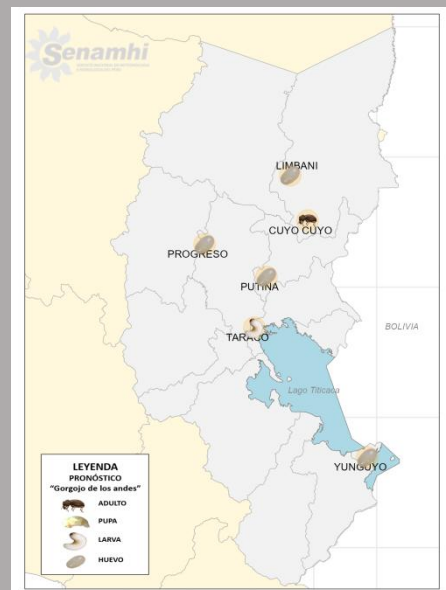 Senamhi
LIMBANI
CUYO CUYO
PROGRESO
PUTINA
TARACO
BOLIVIA
Lago Titicaca
YUNGUYO
LEYENDA
PRONÓSTICO
"Gorgojo de los andes"
ADULTO
PUPA
LARVA
HUEVO